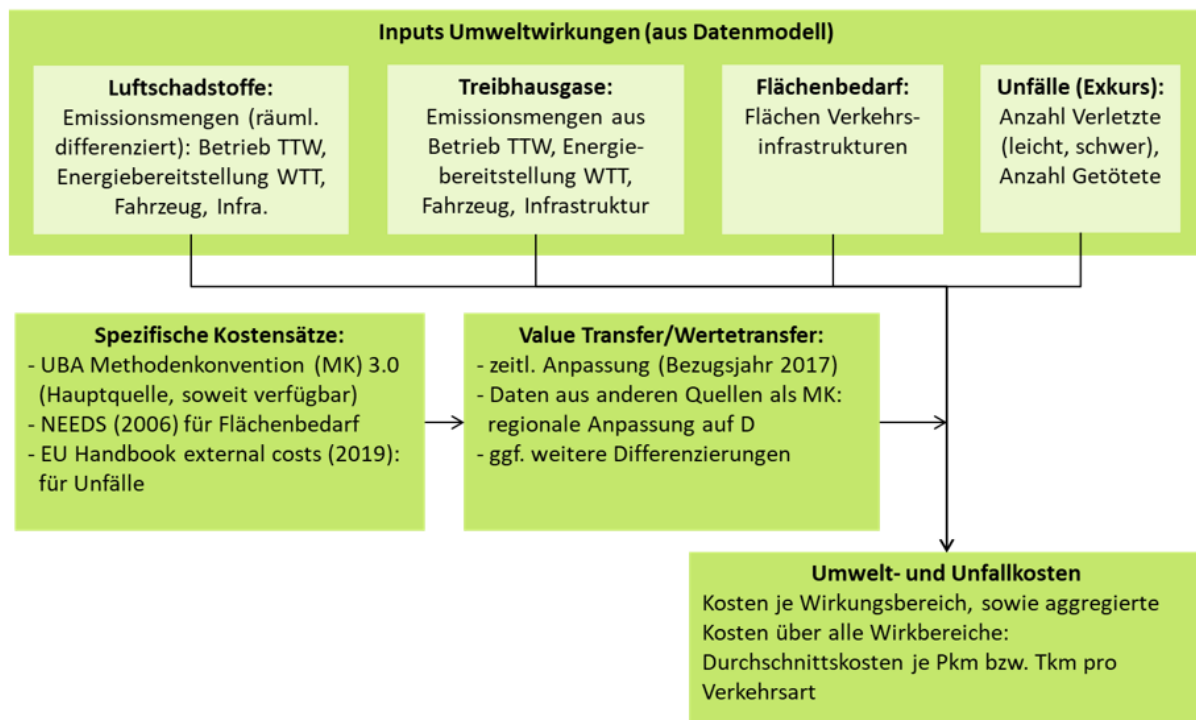 Inputs Umweltwirkungen (aus Datenmodell)
Luftschadstoffe:
Emissionsmengen (räuml.
differenziert): Betrieb TTW,
Energiebereitstellung WTT,
Fahrzeug, Infra.
Treibhausgase:
Emissionsmengen aus
Betrieb TTW, Energie-
bereitstellung WTT,
Fahrzeug, Infrastruktur
Flächenbedarf:
Flächen Verkehrs-
infrastrukturen
Unfälle (Exkurs):
Anzahl Verletzte
(leicht, schwer),
Anzahl Getötete
Spezifische Kostensätze:
- UBA Methodenkonvention (MK) 3.0
(Hauptquelle, soweit verfügbar)
- NEEDS (2006) für Flächenbedarf
- EU Handbook external costs (2019):
für Unfälle
Value Transfer/Wertetransfer:
- zeitl. Anpassung (Bezugsjahr 2017)
- Daten aus anderen Quellen als MK:
regionale Anpassung auf D
- ggf. weitere Differenzierungen
Umwelt- und Unfallkosten
Kosten je Wirkungsbereich, sowie aggregierte
Kosten über alle Wirkbereiche:
Durchschnittskosten je Pkm bzw. Tkm pro
Verkehrsart